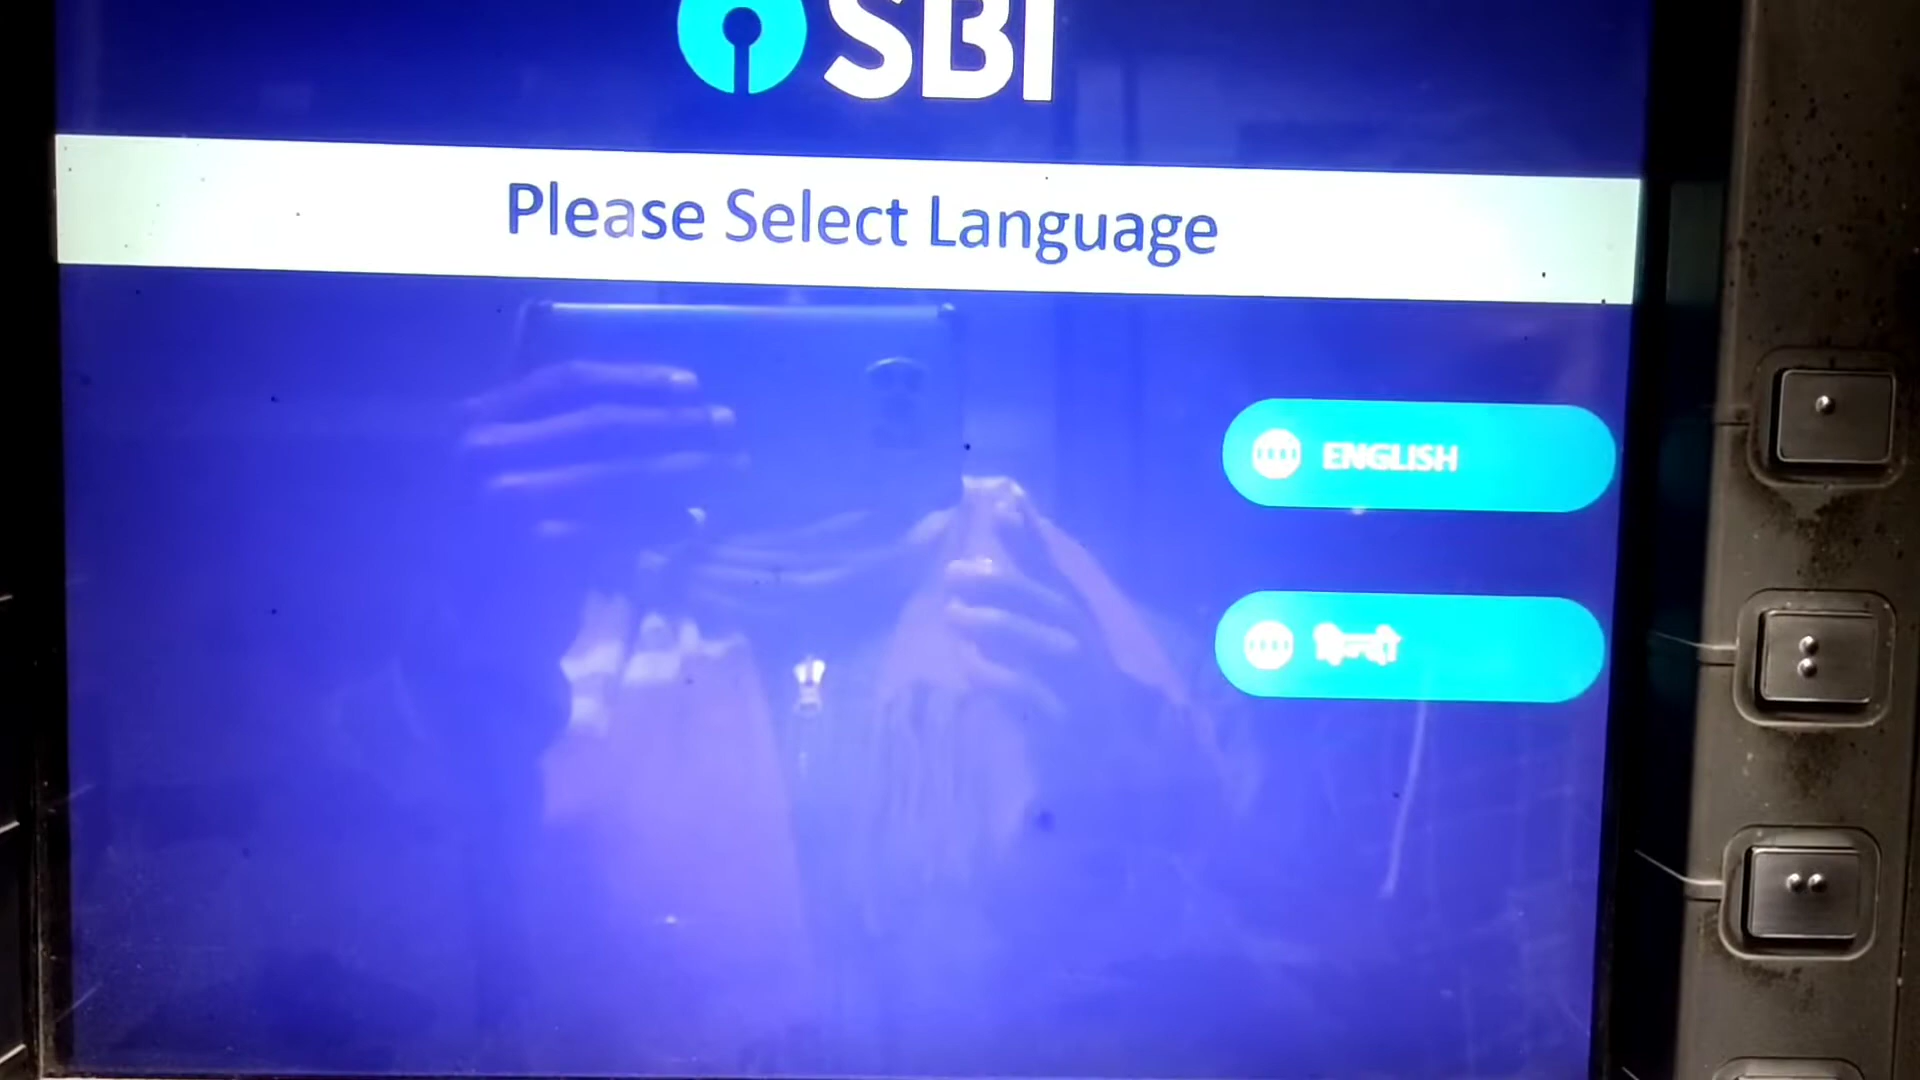 SBI
Please Select Language
ENGLISH
हिन्दी